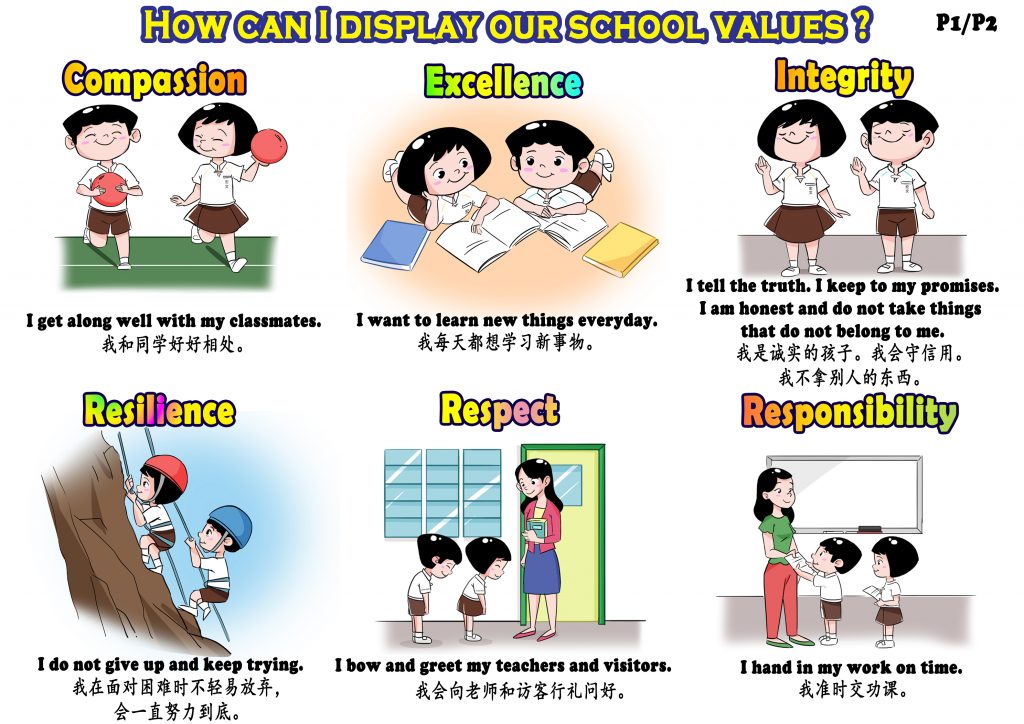 How can I display our school values ?
P1/P2
Compassion
I get along well with my classmates.
我和同学好好相处。
Excellence
I want to learn new things everyday.
我每天都想学习新事物。
Integrity
I tell the truth. I keep to my promises.
I am honest and do not take things
that do not belong to me.
我是诚实的孩子。我会守信用。
我不拿别人的东西。
Resilience
I do not give up and keep trying.
我在面对困难时不轻易放弃，
会一直努力到底。
Respect
I bow and greet my teachers and visitors.
我会向老师和访客行礼问好。
Responsibility
I hand in my work on time.
我准时交功课。